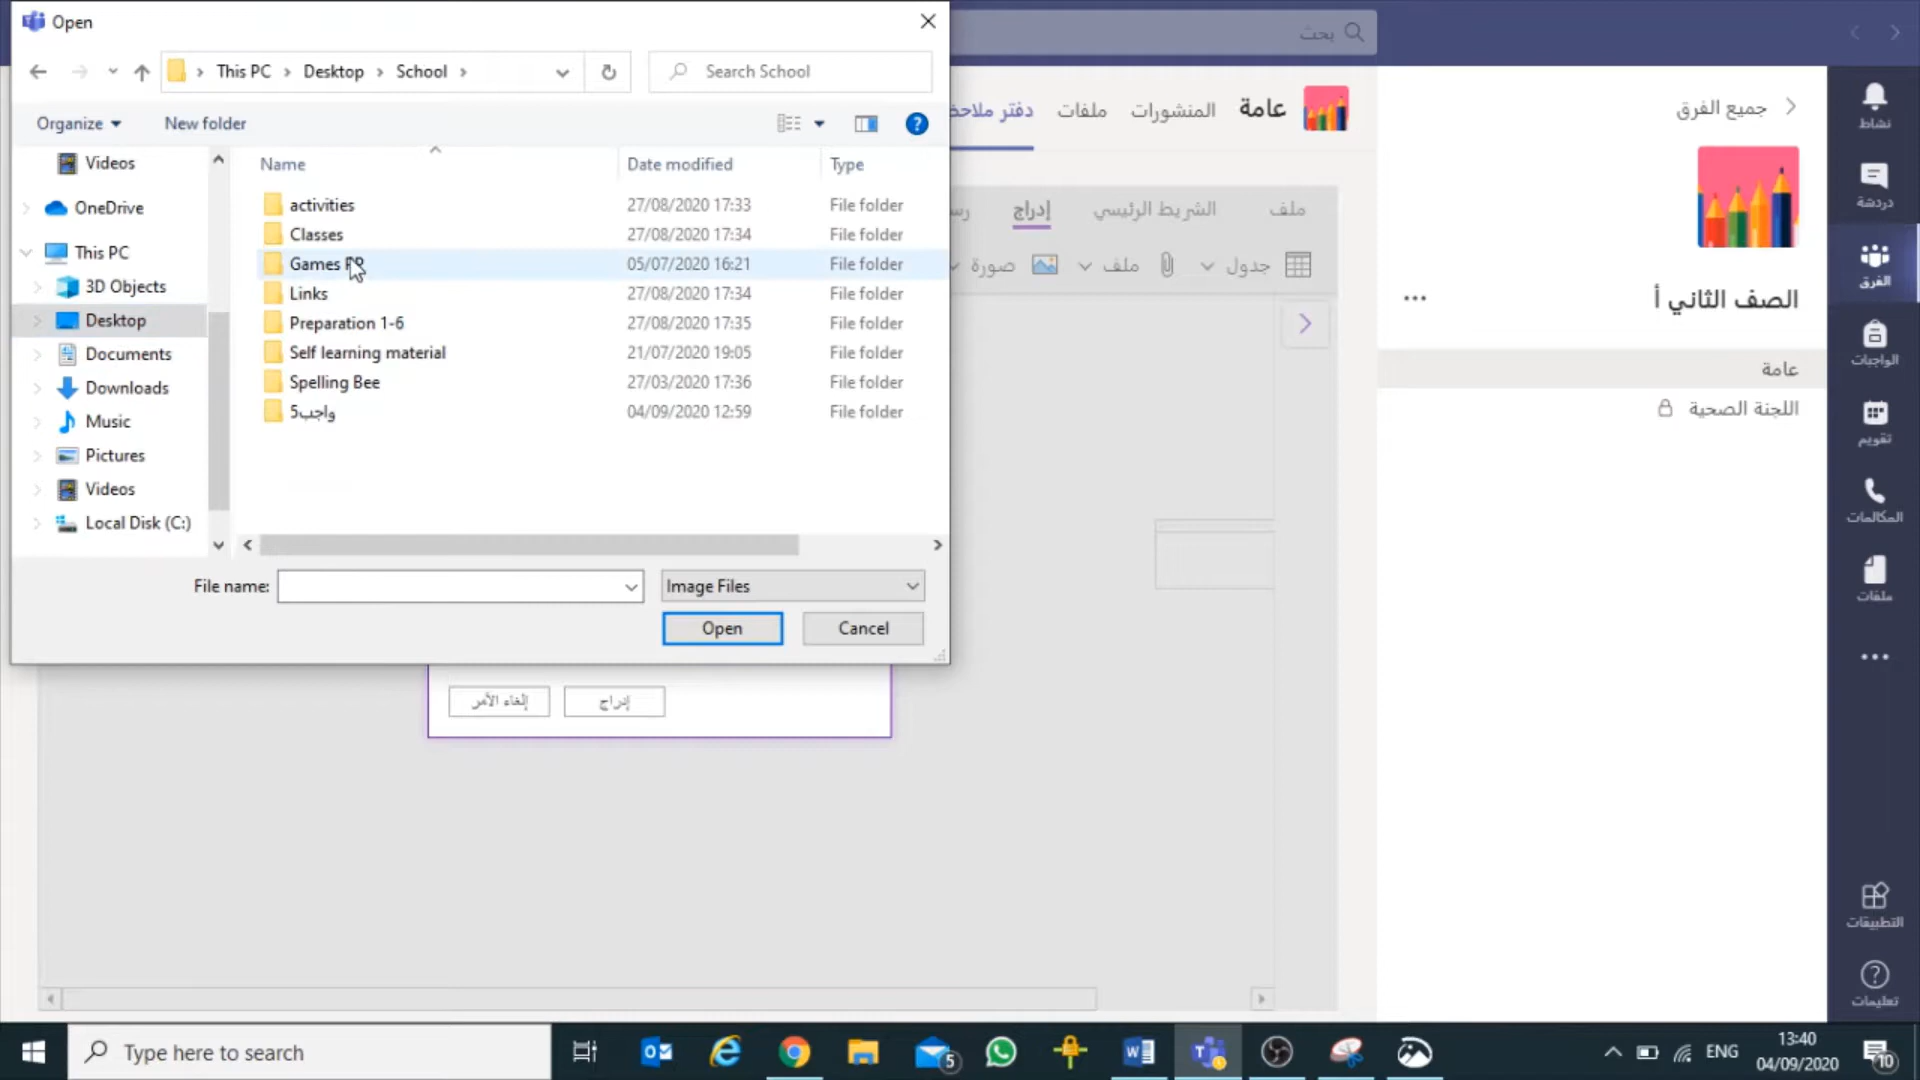 Open
This PC
Desktop
School
Search School
Organize
New folder
Name
Date modified
Type
Videos
OneDrive
This PC
3D Objects
Desktop
Documents
Downloads
Music
Pictures
Videos
Local Disk (C:)
activities 27/08/2020 17:33 File folder
Classes 27/08/2020 17:34 File folder
Games 05/07/2020 16:21 File folder
Links 27/08/2020 17:34 File folder
Preparation 1-6 27/08/2020 17:35 File folder
Self learning material 21/07/2020 19:05 File folder
Spelling Bee 27/03/2020 17:36 File folder
واجب5 04/09/2020 12:59 File folder
File name:
Image Files
Open
Cancel
بحث
عامة
المنشورات
ملفات
دفتر
ملف
الشريط الرئيسي
إدراج
جدول
ملف
صورة
إدراج
إلغاء الأمر
جميع الفرق
الصف الثاني أ
عامة
اللجنة الصحية
نشاط
دردشة
الفرق
الواجبات
تقويم
المكالمات
ملفات
التطبيقات
تعليمات
Type here to search
5
ENG
13:40
04/09/2020
10